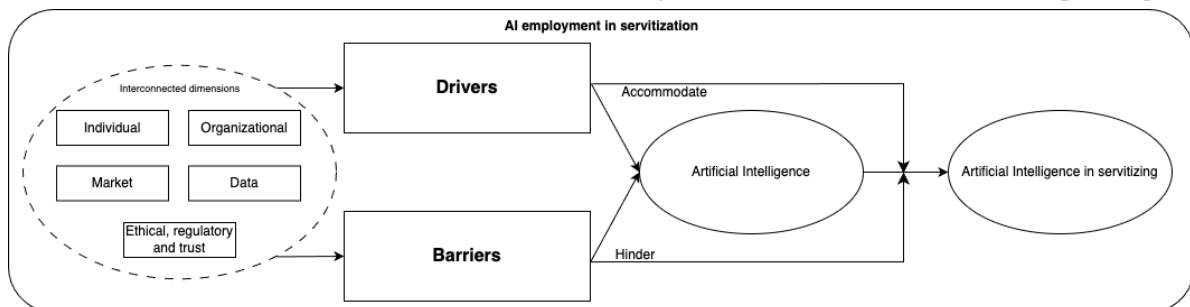 AI employment in servitization
Interconnected dimensions
Individual
Organizational
Market
Data
Ethical, regulatory
and trust
Drivers
Barriers
Accommodate
Hinder
Artificial Intelligence
Artificial Intelligence in servitizing